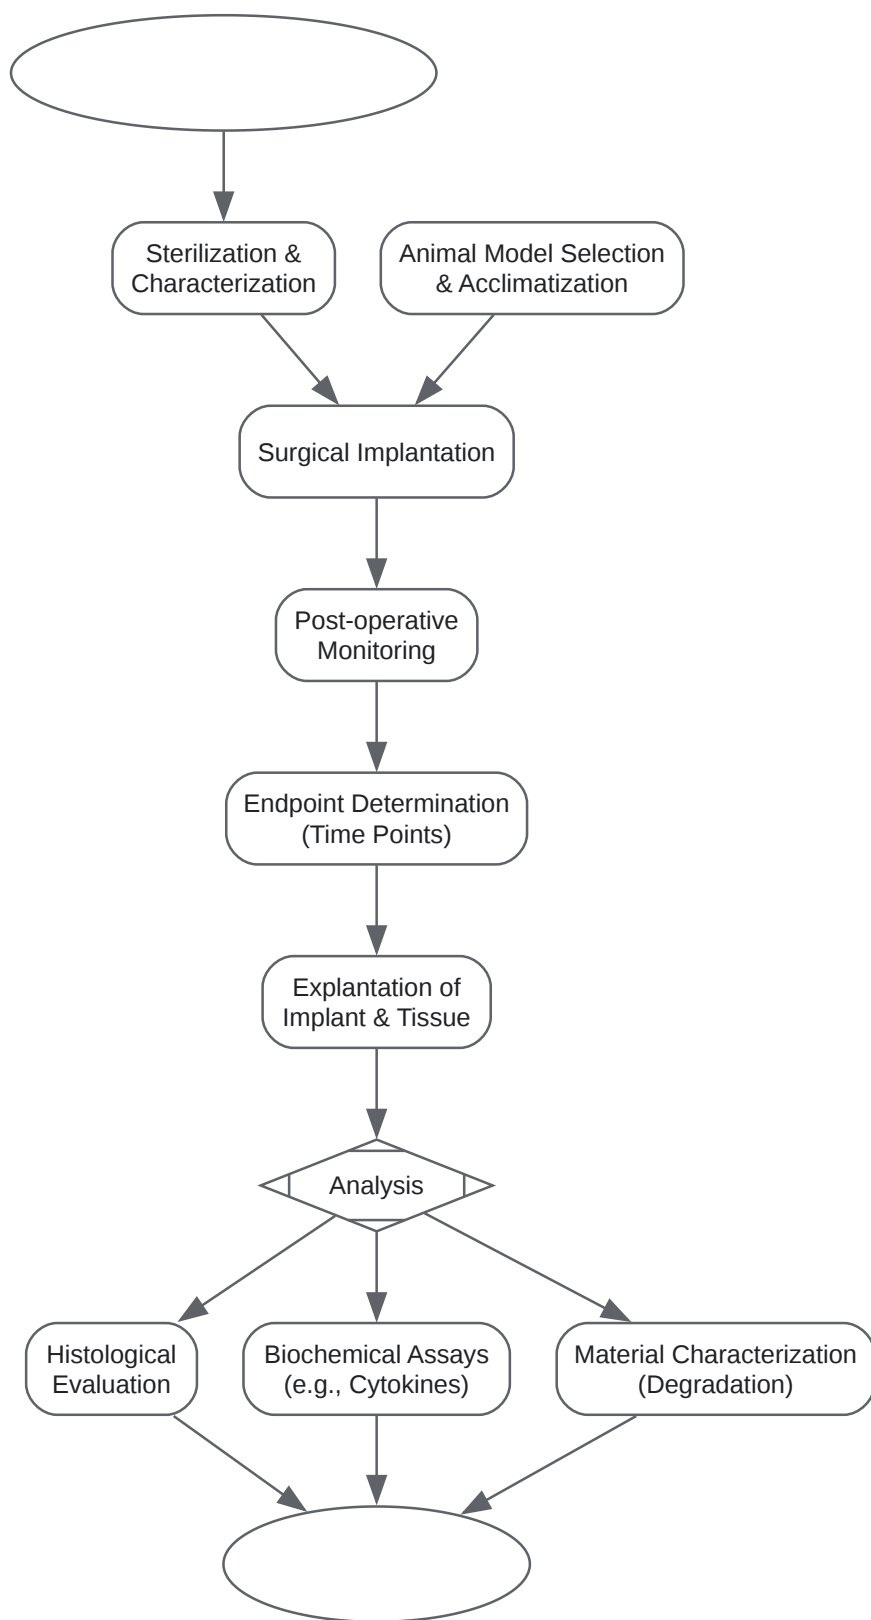 Sterilization &
Characterization
Animal Model Selection
& Acclimatization
Surgical Implantation
Post-operative
Monitoring
Endpoint Determination
(Time Points)
Explantation of
Implant & Tissue
Analysis
Histological
Evaluation
Biochemical Assays
(e.g., Cytokines)
Material Characterization
(Degradation)